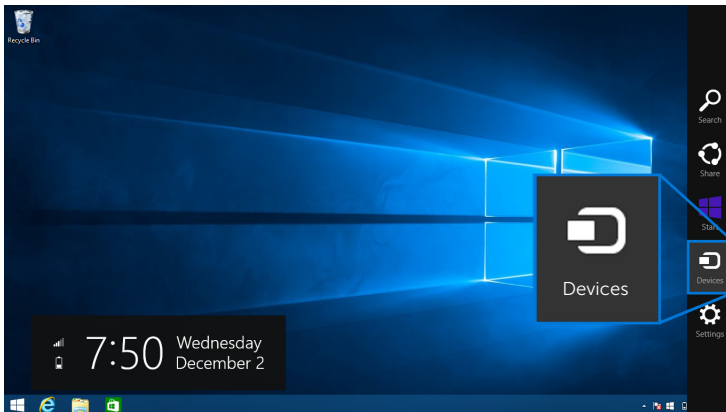 Recycle Bin
Search
Share
Start
Devices
Devices
Settings
7:50
Wednesday
December 2